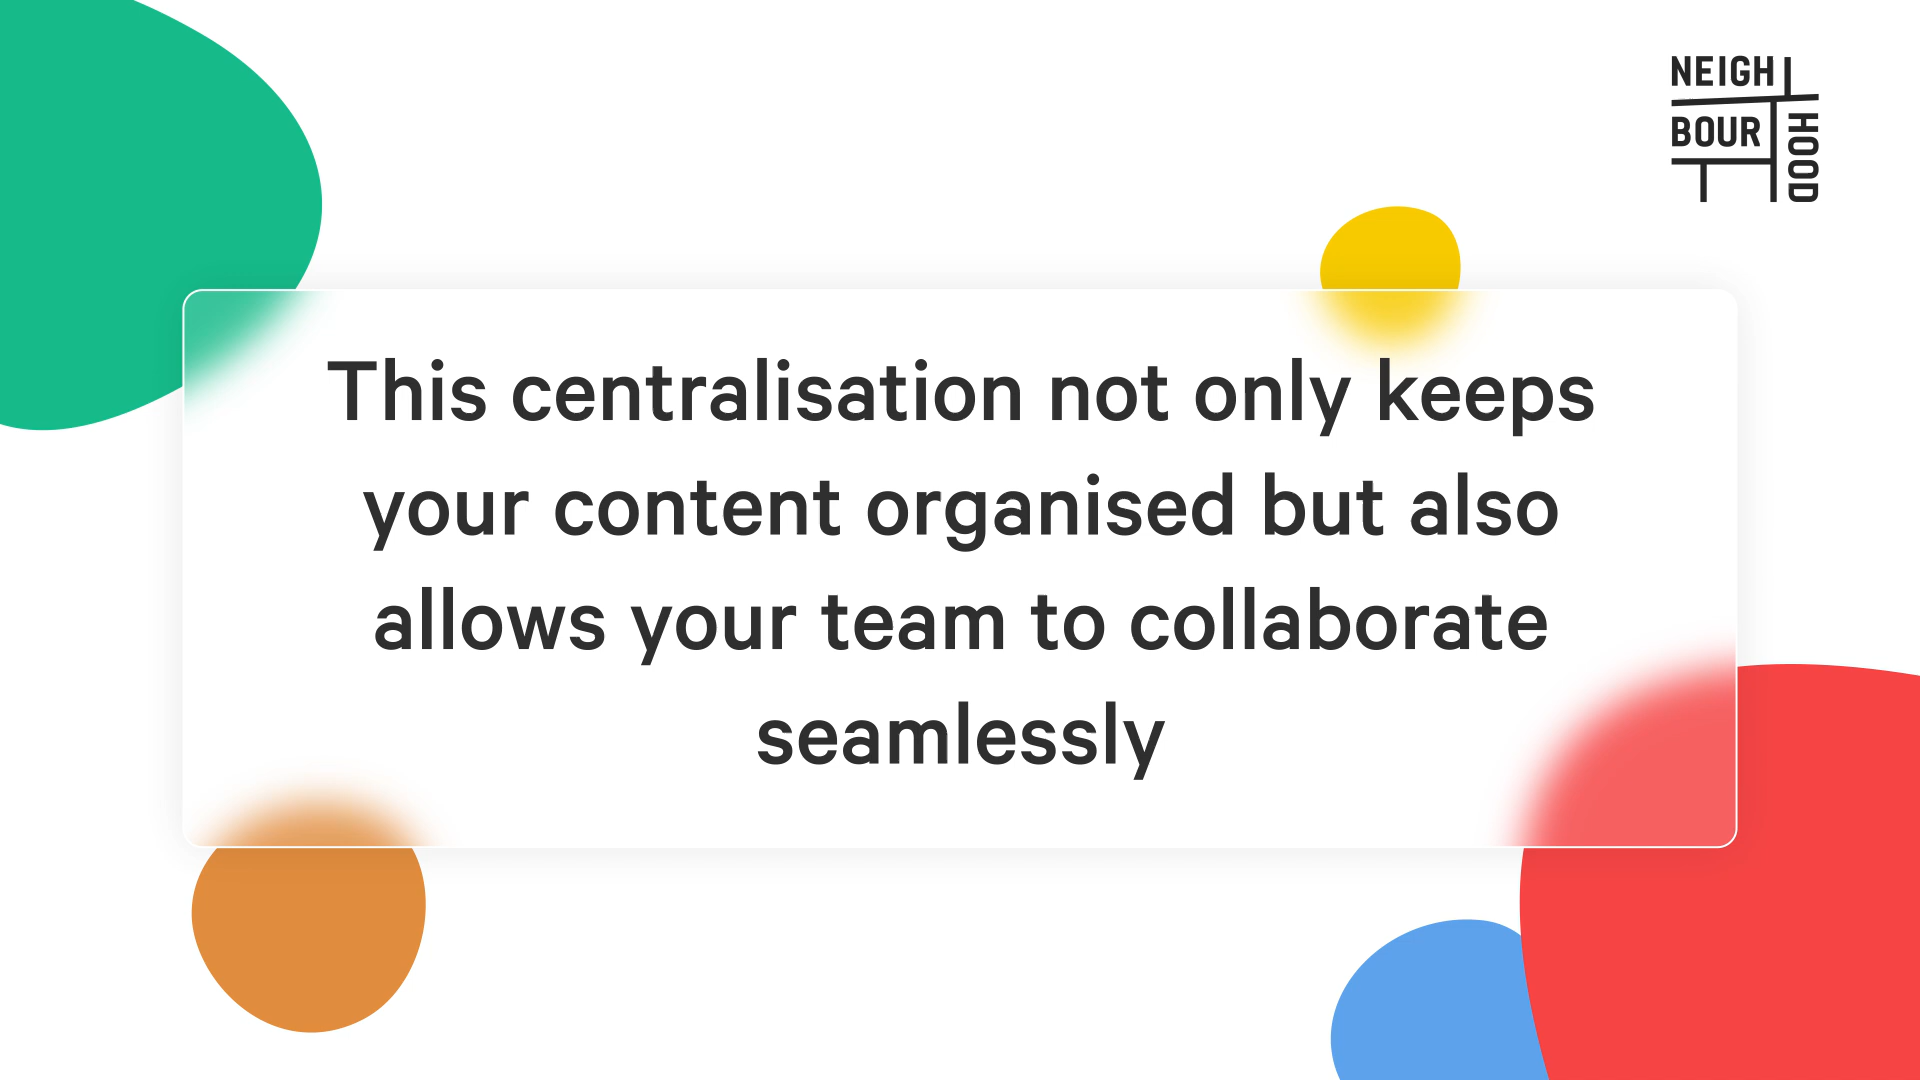 NEIGH
BOUR
HOOD
This centralisation not only keeps
your content organised but also
allows your team to collaborate
seamlessly